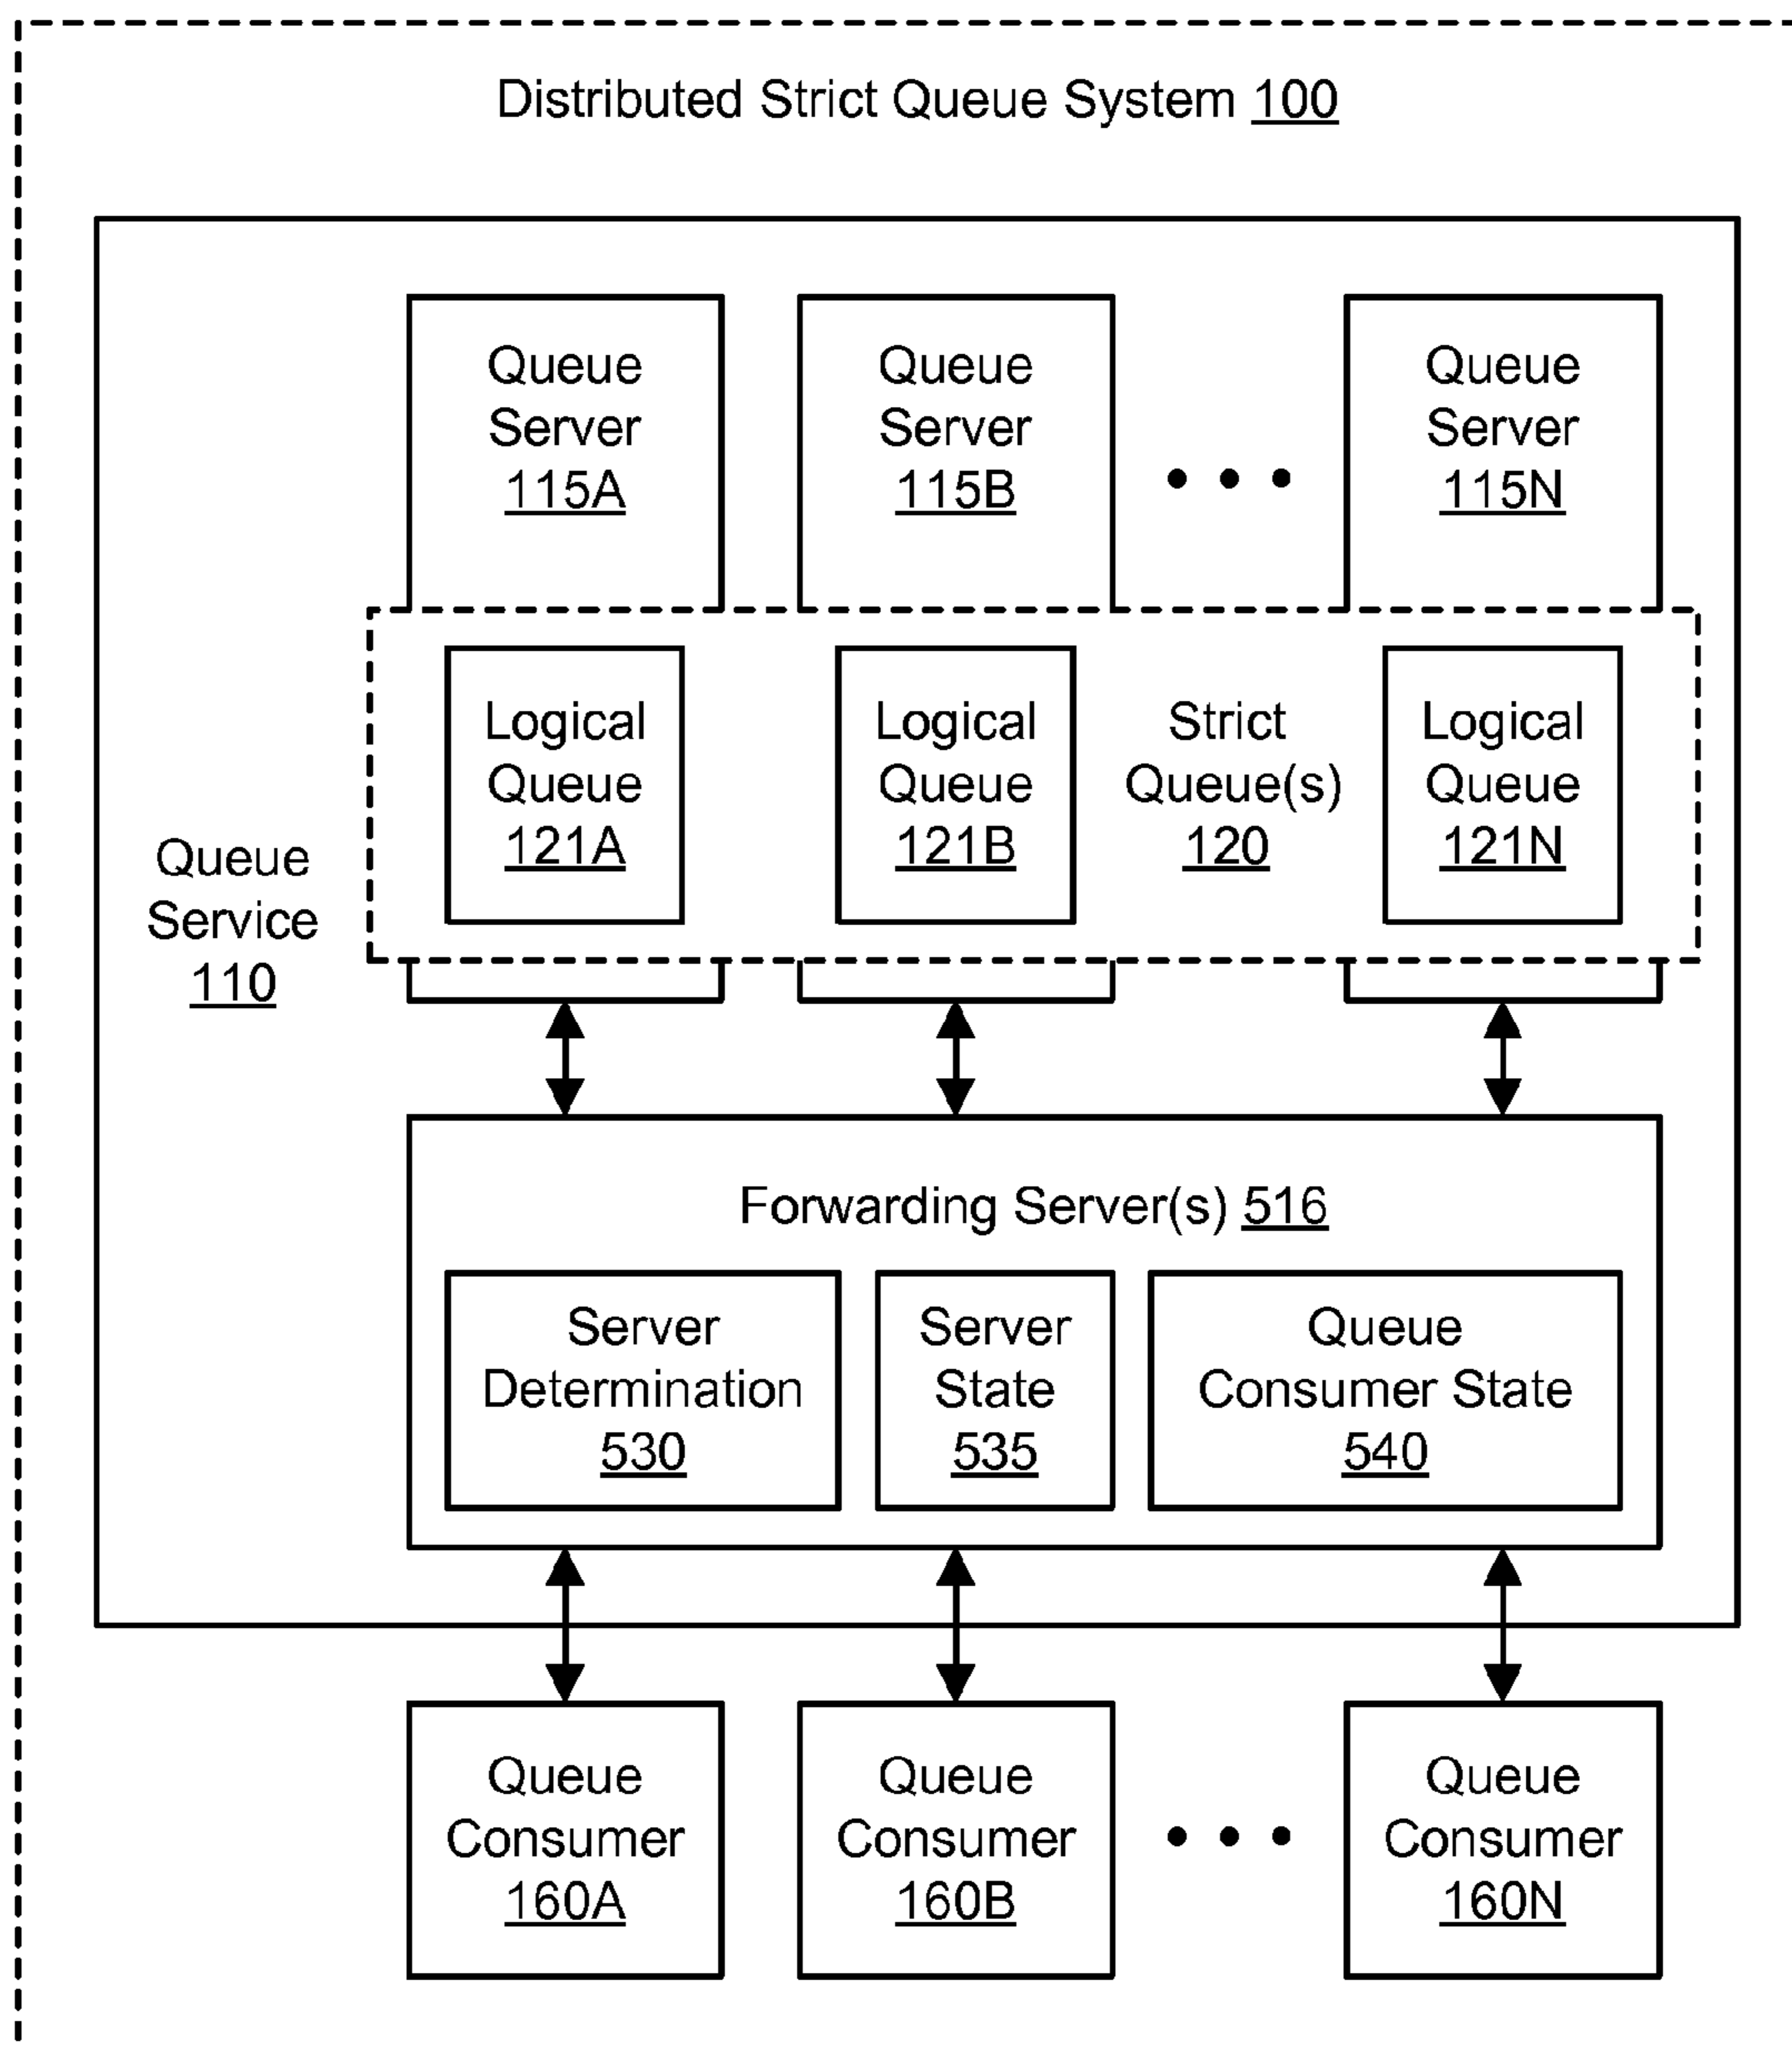 Distributed Strict Queue System 100
Queue
Server
115A
Queue
Server
115B
• • •
Queue
Server
115N
Logical
Queue
121A
Logical
Queue
121B
Strict
Queue(s)
120
Logical
Queue
121N
Queue
Service
110
Forwarding Server(s) 516
Server
Determination
530
Server
State
535
Queue
Consumer State
540
Queue
Consumer
160A
Queue
Consumer
160B
• • •
Queue
Consumer
160N